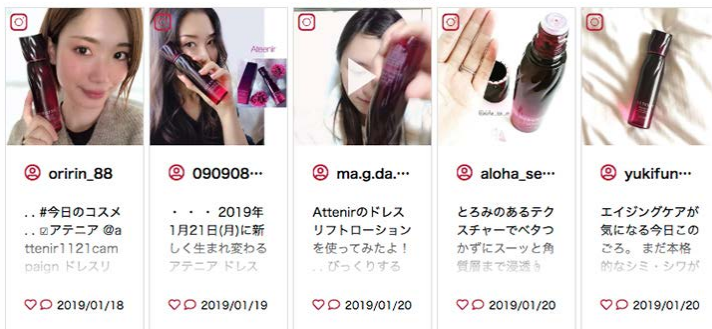 Attenir
oririn_88
. . #今日のコスメ
. . ☑アテニア @a
ttenir1121cam
paign ドレスリ
2019/01/18
090908…
・ ・ ・ 2019年
1月21日(月)に新
しく生まれ変わる
アテニア ドレス
2019/01/19
ma.g.da.…
Attenirのドレス
リフトローション
を使ってみたよ！
. . びっくりする
2019/01/20
aloha_se…
とろみのあるテク
スチャーでベタつ
かずにスーッと角
質層まで浸透
2019/01/20
yukifun…
エイジングケアが
気になる今日この
ごろ。 まだ本格
的なシミ・シワが
2019/01/20